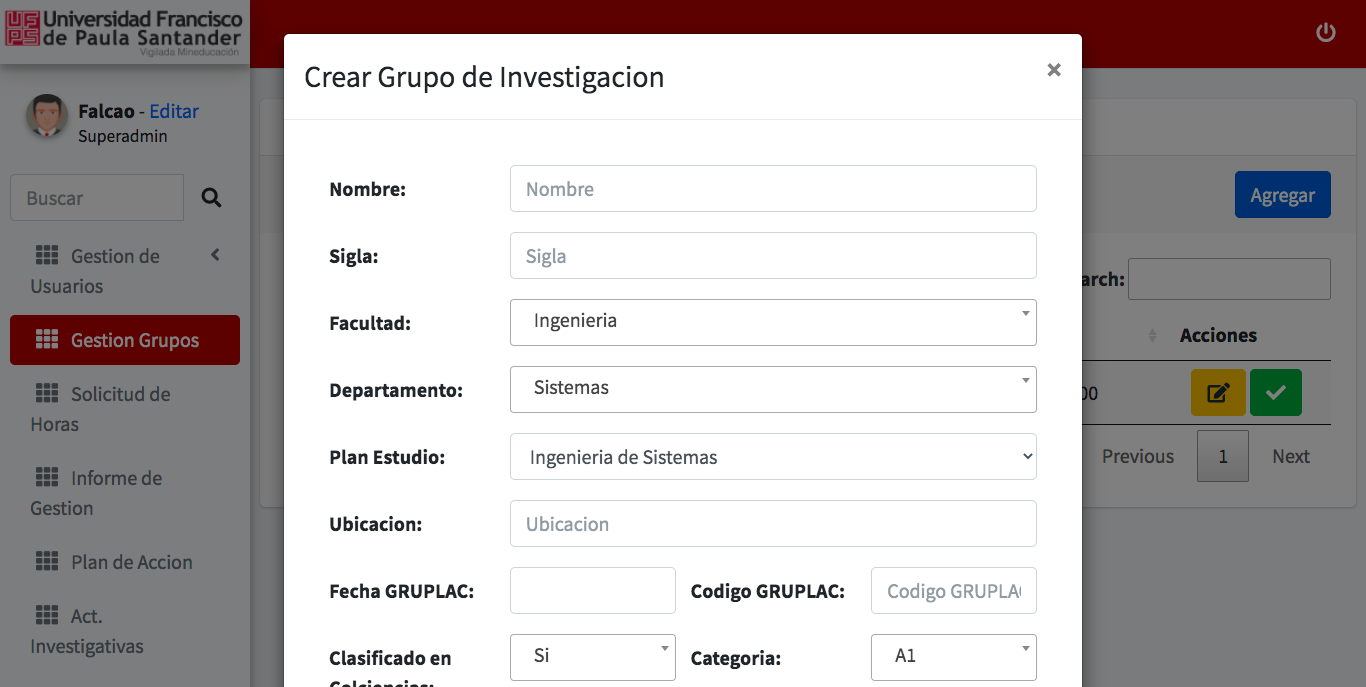 Universidad Francisco
de Paula Santander
Vigilada Mineducación
Falcao - Editar
Superadmin
Buscar
Gestion de
Usuarios
Gestion Grupos
Solicitud de
Horas
Informe de
Gestion
Plan de Accion
Act.
Investigativas
Crear Grupo de Investigacion
×
Nombre: Nombre
Sigla: Sigla
Facultad: Ingenieria
Departamento: Sistemas
Plan Estudio: Ingenieria de Sistemas
Ubicacion: Ubicacion
Fecha GRUPLAC: Codigo GRUPLAC: Codigo GRUPLAC
Clasificado en Si Categoria: A1
Colciencias:
Agregar
arch:
Acciones
00
Previous 1 Next